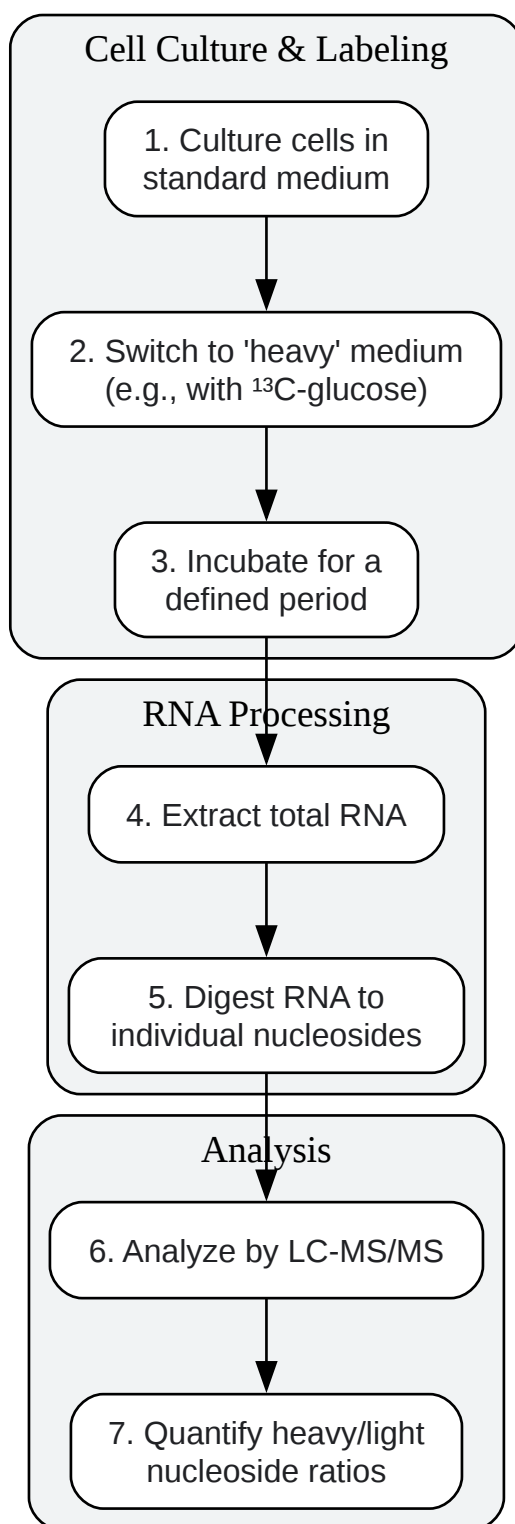 Cell Culture & Labeling
1. Culture cells in
standard medium
2. Switch to 'heavy' medium
(e.g., with ¹³C-glucose)
3. Incubate for a
defined period
RNA Processing
4. Extract total RNA
5. Digest RNA to
individual nucleosides
Analysis
6. Analyze by LC-MS/MS
7. Quantify heavy/light
nucleoside ratios